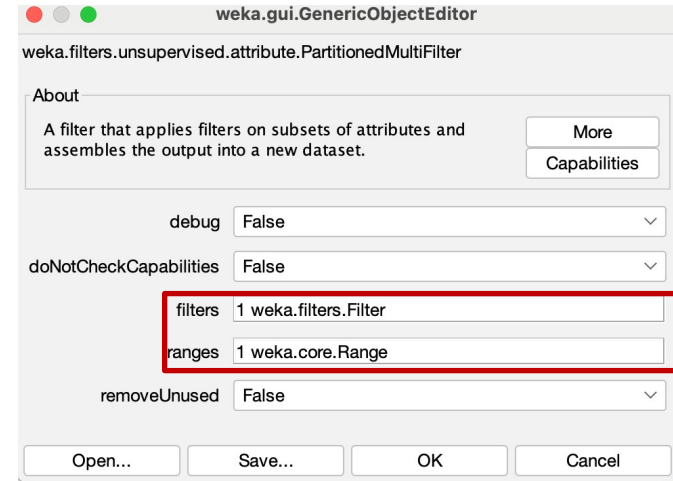 weka.gui.GenericObjectEditor
weka.filters.unsupervised.attribute.PartitionedMultiFilter
About
A filter that applies filters on subsets of attributes and
assembles the output into a new dataset.
More
Capabilities
debug False
doNotCheckCapabilities False
filters 1 weka.filters.Filter
ranges 1 weka.core.Range
removeUnused False
Open... Save... OK Cancel